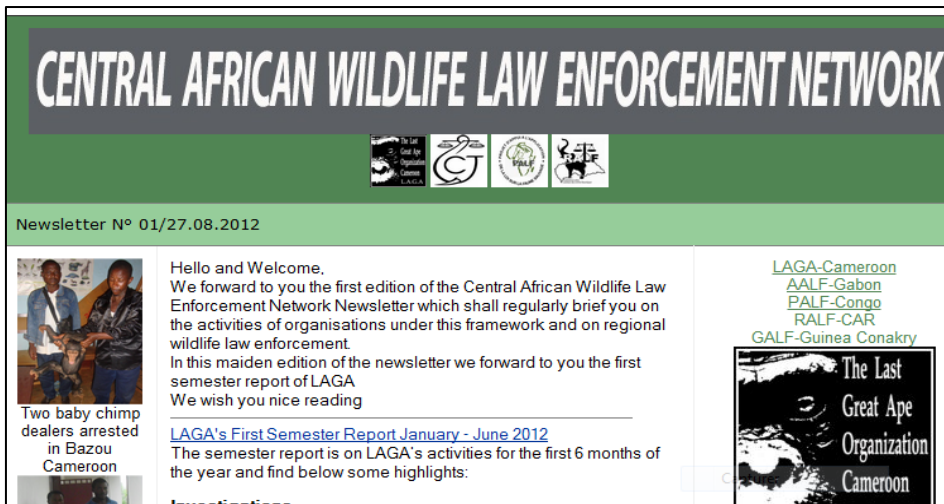 CENTRAL AFRICAN WILDLIFE LAW ENFORCEMENT NETWORK
The Last
Great Ape
Organization
Cameroon
L A G A
PALF
RALF
Newsletter N° 01/27.08.2012
Two baby chimp
dealers arrested
in Bazou
Cameroon
Hello and Welcome,
We forward to you the first edition of the Central African Wildlife Law
Enforcement Network Newsletter which shall regularly brief you on
the activities of organisations under this framework and on regional
wildlife law enforcement.
In this maiden edition of the newsletter we forward to you the first
semester report of LAGA
We wish you nice reading
LAGA's First Semester Report January - June 2012
The semester report is on LAGA's activities for the first 6 months of
the year and find below some highlights:
Investigations
LAGA-Cameroon
AALF-Gabon
PALF-Congo
RALF-CAR
GALF-Guinea Conakry
The Last
Great Ape
Organization
Cameroon